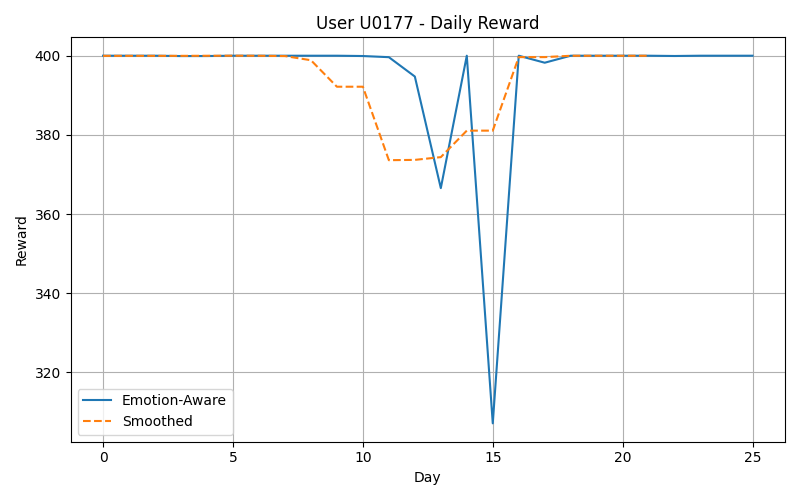 User U0177 - Daily Reward
Reward
400
380
360
340
320
Emotion-Aware
Smoothed
0 5 10 15 20 25
Day